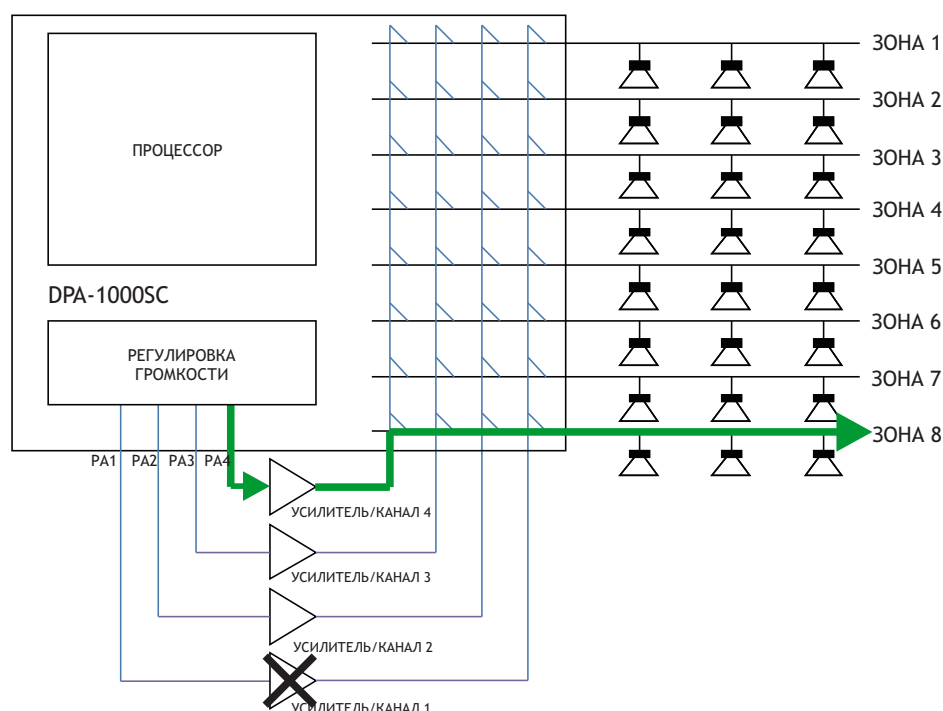 ЗОНА 1
ЗОНА 2
ПРОЦЕССОР
ЗОНА 3
ЗОНА 4
ЗОНА 5
DPA-1000SC
ЗОНА 6
РЕГУЛИРОВКА
ГРОМКОСТИ
ЗОНА 7
ЗОНА 8
PA1 PA2 PA3 PA4
УСИЛИТЕЛЬ/КАНАЛ 4
УСИЛИТЕЛЬ/КАНАЛ 3
УСИЛИТЕЛЬ/КАНАЛ 2
УСИЛИТЕЛЬ/КАНАЛ 1